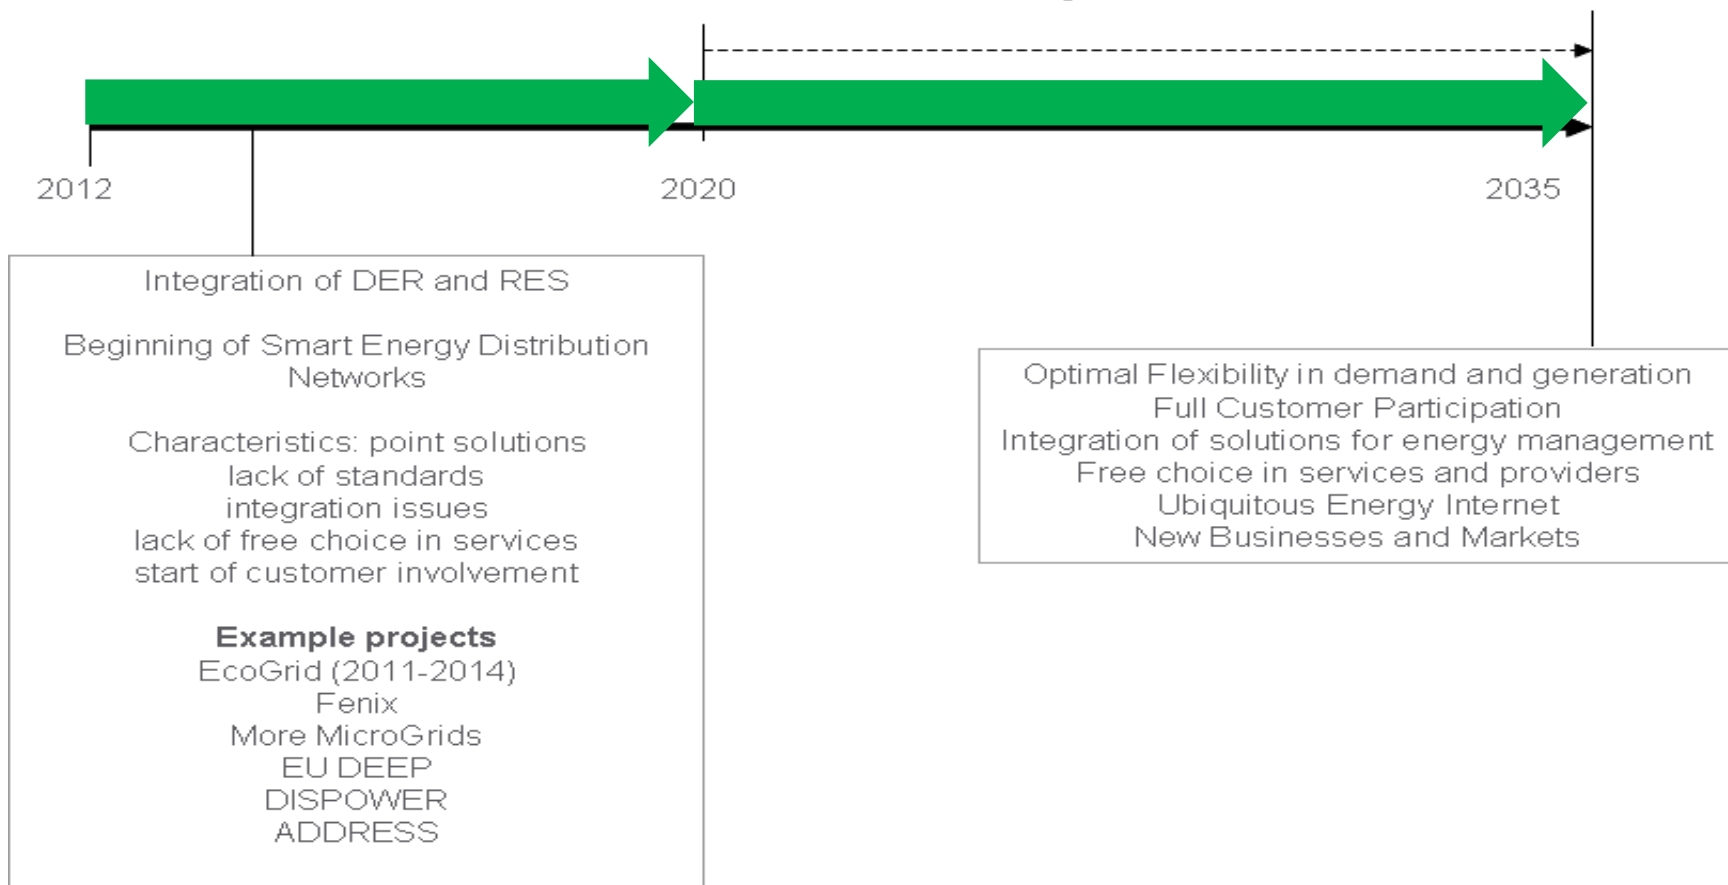 2012
2020
2035
Integration of DER and RES
Beginning of Smart Energy Distribution
Networks
Characteristics: point solutions
lack of standards
integration issues
lack of free choice in services
start of customer involvement
Example projects
EcoGrid (2011-2014)
Fenix
More MicroGrids
EU DEEP
DISPOWER
ADDRESS
Optimal Flexibility in demand and generation
Full Customer Participation
Integration of solutions for energy management
Free choice in services and providers
Ubiquitous Energy Internet
New Businesses and Markets